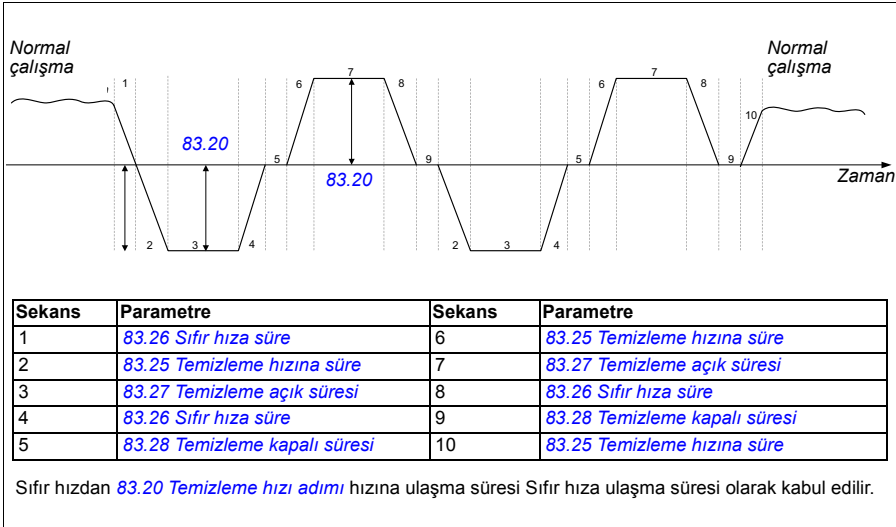 Normal
çalışma
Normal
çalışma
1
6
7
8
6
7
8
10
83.20
5
9
5
9
83.20
Zaman
2
3
4
2
3
4
Sekans Parametre Sekans Parametre
1 83.26 Sıfır hıza süre 6 83.25 Temizleme hızına süre
2 83.25 Temizleme hızına süre 7 83.27 Temizleme açık süresi
3 83.27 Temizleme açık süresi 8 83.26 Sıfır hıza süre
4 83.26 Sıfır hıza süre 9 83.28 Temizleme kapalı süresi
5 83.28 Temizleme kapalı süresi 10 83.25 Temizleme hızına süre
Sıfır hızdan 83.20 Temizleme hızı adımı hızına ulaşma süresi Sıfır hıza ulaşma süresi olarak kabul edilir.